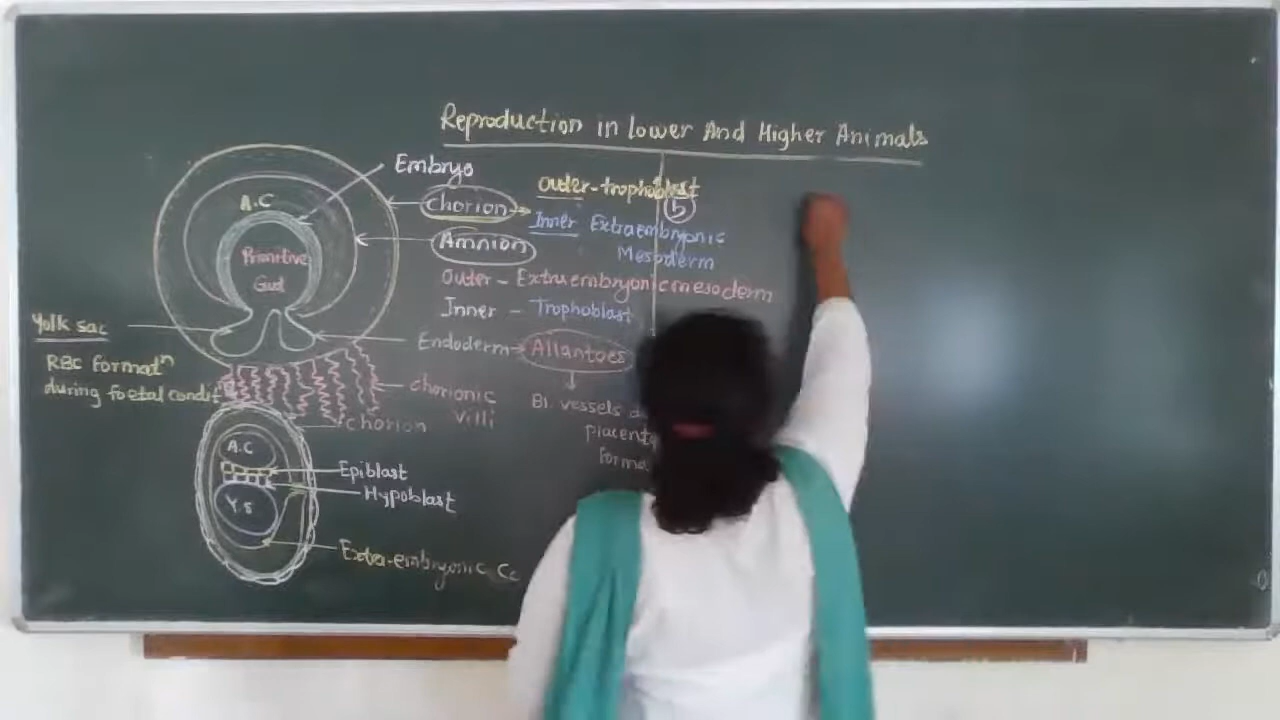 Reproduction in Lower And Higher Animals
Embryo
A.C
chorion
Outer-trophoblast
b
Inner Extraembryonic
Mesoderm
Amnion
Primitive
Gut
Outer - Extraembryonic mesoderm
Inner - Trophoblast
Yolk sac
Endoderm
Allantoes
RBC Formatn
during foetal condit
chorionic
villi
Bl. vessels
placenta
forma
chorion
A.C
Epiblast
Hypoblast
Y.S
Extra-embryonic